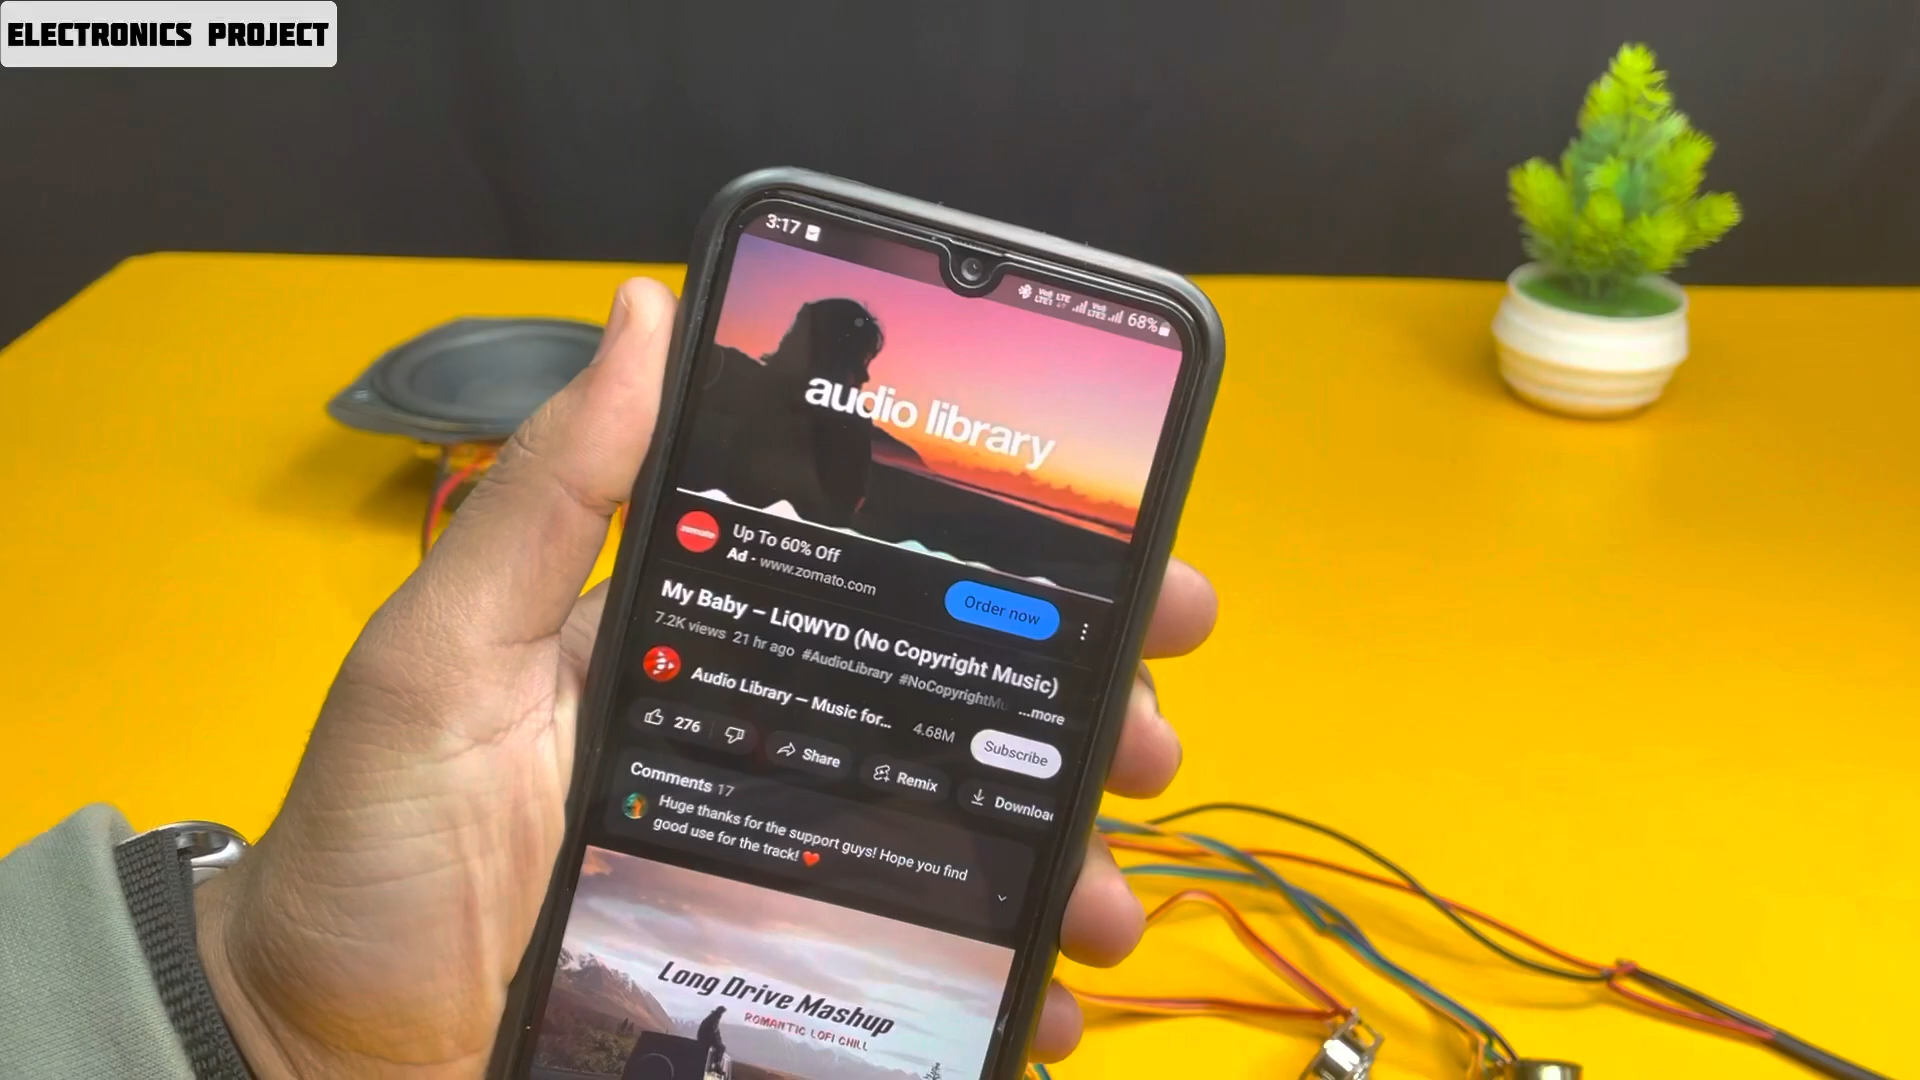 ELECTRONICS PROJECT
3:17
68%
audio library
zomato
Up To 60% Off
Ad - www.zomato.com
Order now
My Baby – LiQWYD (No Copyright Music)
7.2K views 21 hr ago #AudioLibrary #NoCopyrightMu ...more
Audio Library – Music for... 4.68M
Subscribe
276
Share
Remix
Download
Comments 17
Huge thanks for the support guys! Hope you find
good use for the track! ❤️
Long Drive Mashup
ROMANTIC LOFI CHILL